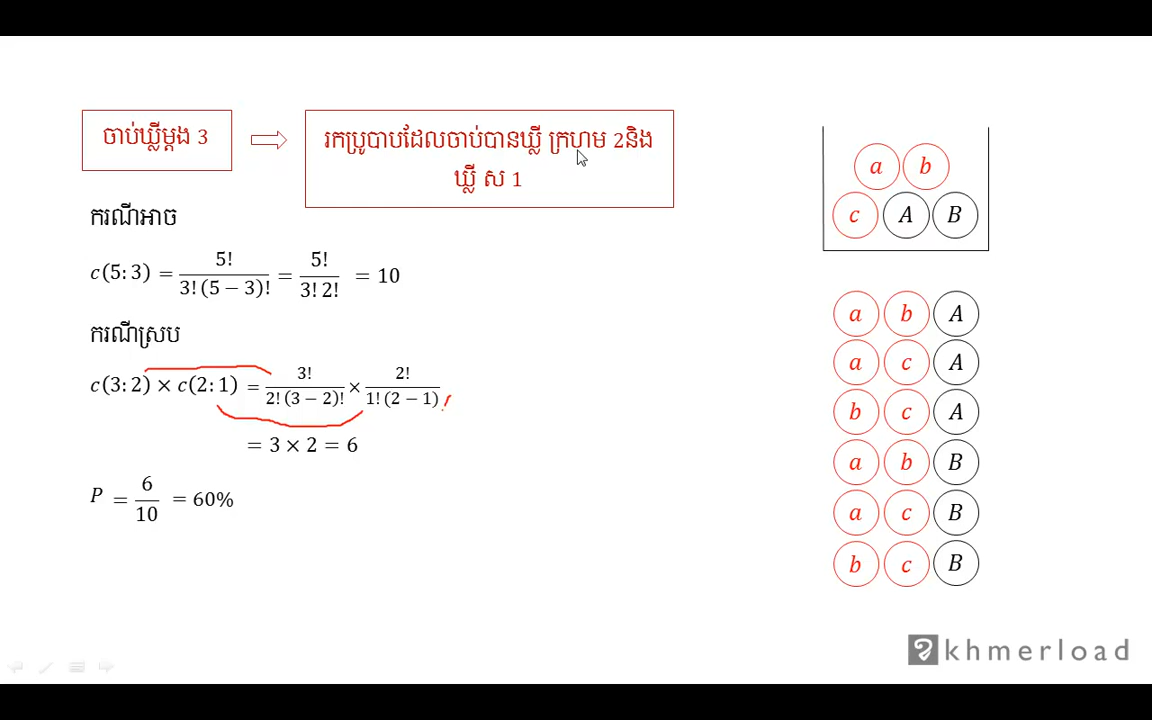 ចាប់ឃ្លីម្តង 3
រកប្រូបាបដែលចាប់បានឃ្លី ក្រហម 2និង
ឃ្លី ស 1
ករណីអាច
c(5:3) = 5!/3!(5−3)! = 5!/3!2! = 10
ករណីស្រប
c(3:2) × c(2:1) = 3!/2!(3−2)! × 2!/1!(2−1)!
= 3 × 2 = 6
P = 6/10 = 60%
a b
c A B
a b A
a c A
b c A
a b B
a c B
b c B
khmerload